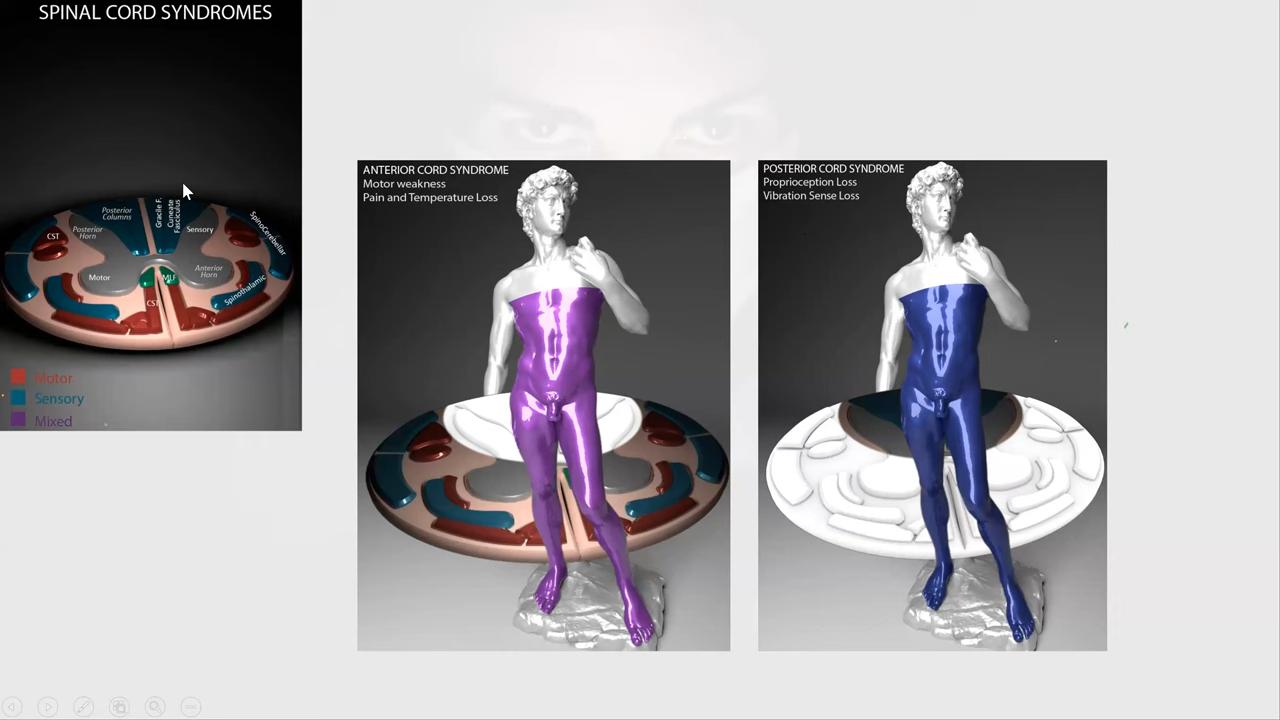 SPINAL CORD SYNDROMES
Posterior
Columns
Gracile F.
Cuneate
Fasciculus
SpinoCerebellar
CST
Posterior
Horn
Sensory
Motor
MLF
Anterior
Horn
CST
Spinothalamic
Motor
Sensory
Mixed
ANTERIOR CORD SYNDROME
Motor weakness
Pain and Temperature Loss
POSTERIOR CORD SYNDROME
Proprioception Loss
Vibration Sense Loss